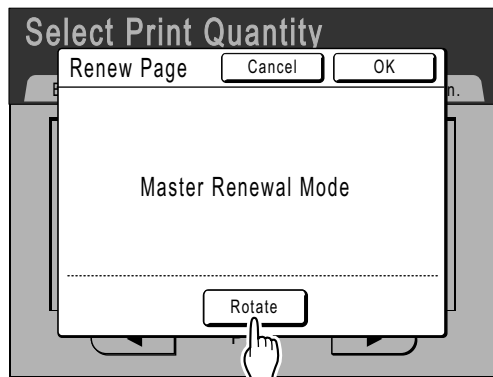 Select Print Quantity
Renew Page Cancel OK
n.
Master Renewal Mode
Rotate